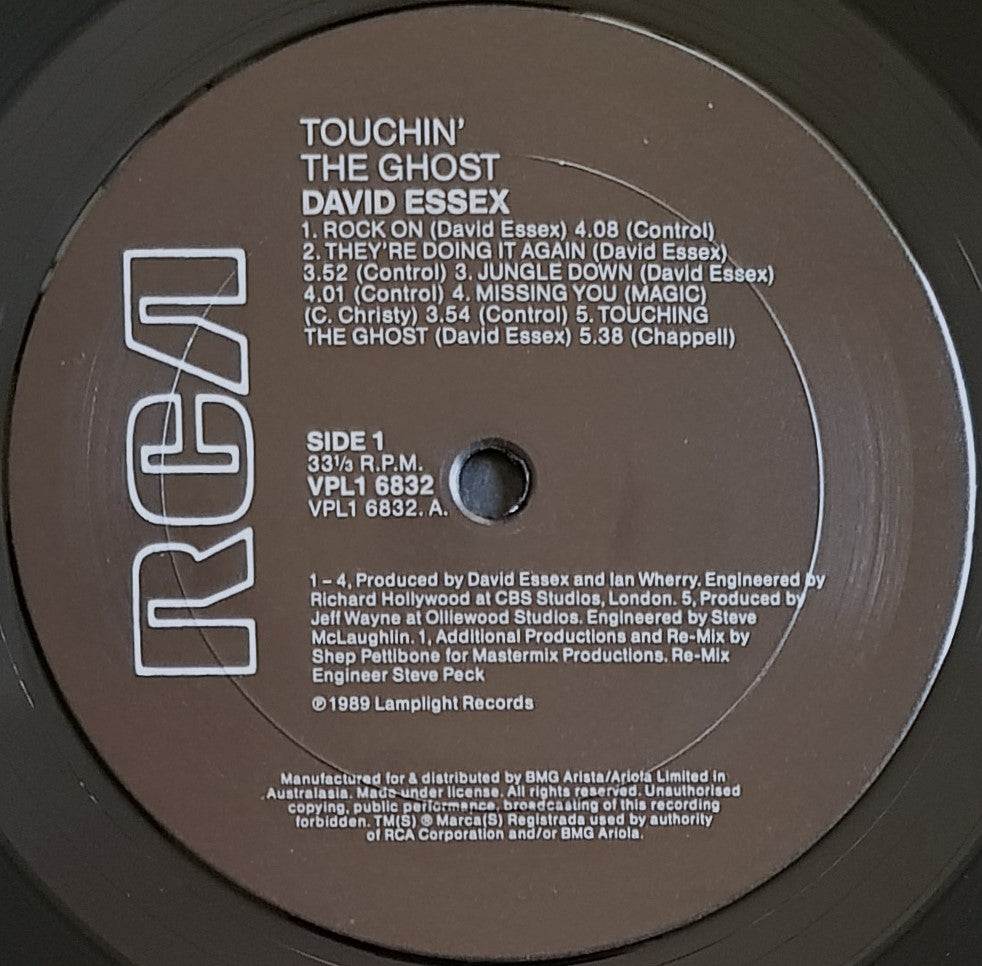 TOUCHIN'
THE GHOST
DAVID ESSEX
1. ROCK ON (David Essex) 4.08 (Control)
2. THEY'RE DOING IT AGAIN (David Essex)
3.52 (Control) 3. JUNGLE DOWN (David Essex)
4.01 (Control) 4. MISSING YOU (MAGIC)
(C. Christy) 3.54 (Control) 5. TOUCHING
THE GHOST (David Essex) 5.38 (Chappell)
RCA
SIDE 1
33⅓ R.P.M.
VPL1 6832
VPL1 6832. A.
1 – 4, Produced by David Essex and Ian Wherry. Engineered by
Richard Hollywood at CBS Studios, London. 5, Produced by
Jeff Wayne at Olliewood Studios. Engineered by Steve
McLaughlin. 1, Additional Productions and Re-Mix by
Shep Pettibone for Mastermix Productions. Re-Mix
Engineer Steve Peck
℗ 1989 Lamplight Records
Manufactured for & distributed by BMG Arista/Ariola Limited in
Australasia. Made under license. All rights reserved. Unauthorised
copying, public performance, broadcasting of this recording
forbidden. TM(S) ® Marca(S) Registrada used by authority
of RCA Corporation and/or BMG Ariola.